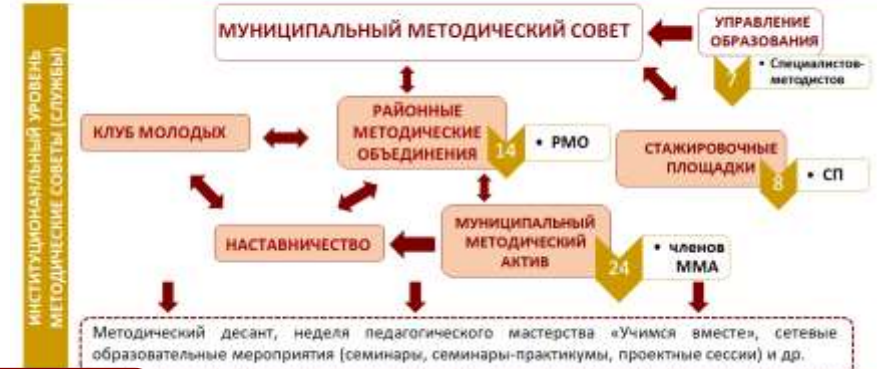 ИНСТИТУЦИОНАНЛЬНЫЙ УРОВЕНЬ
МЕТОДИЧЕСКИЕ СОВЕТЫ (СЛУЖБЫ)
МУНИЦИПАЛЬНЫЙ МЕТОДИЧЕСКИЙ СОВЕТ
УПРАВЛЕНИЕ
ОБРАЗОВАНИЯ
7
• Специалистов-
методистов
КЛУБ МОЛОДЫХ
РАЙОННЫЕ
МЕТОДИЧЕСКИЕ
ОБЪЕДИНЕНИЯ
14
• РМО
СТАЖИРОВОЧНЫЕ
ПЛОЩАДКИ
8
• СП
НАСТАВНИЧЕСТВО
МУНИЦИПАЛЬНЫЙ
МЕТОДИЧЕСКИЙ
АКТИВ
24
• членов
ММА
Методический десант, неделя педагогического мастерства «Учимся вместе», сетевые
образовательные мероприятия (семинары, семинары-практикумы, проектные сессии) и др.